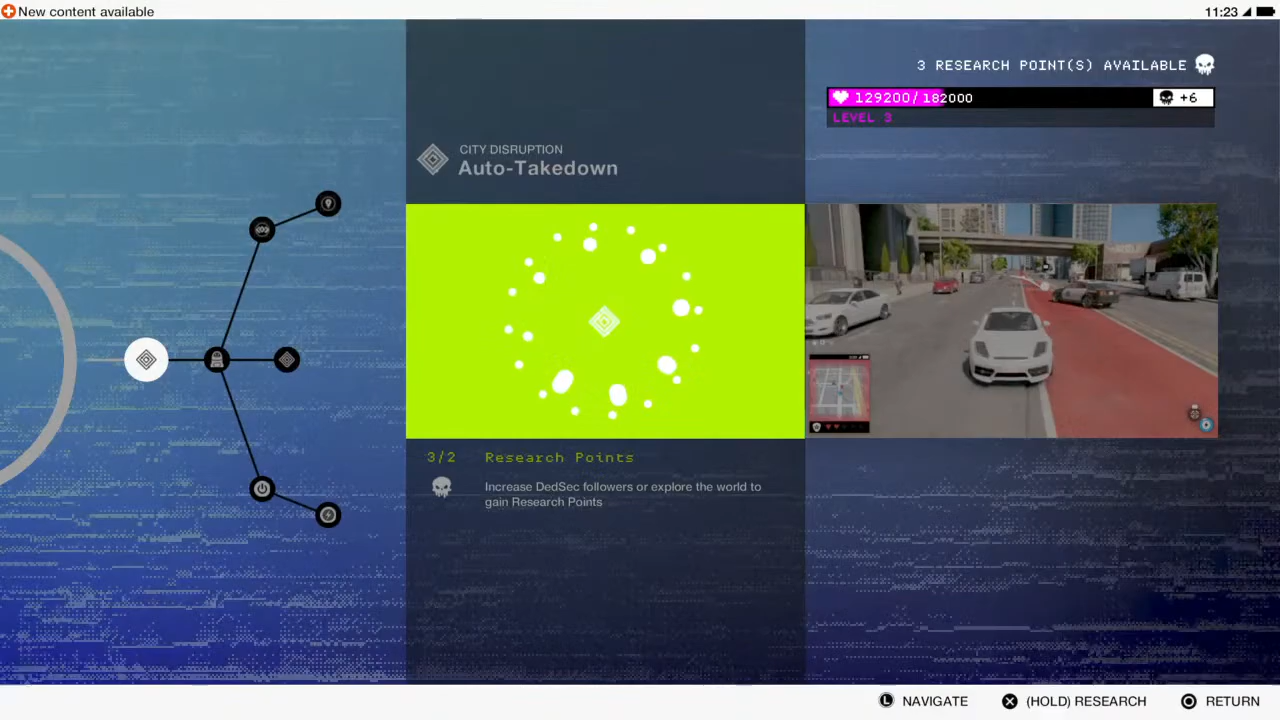 New content available
11:23
3 RESEARCH POINT(S) AVAILABLE
129200/182000
+6
LEVEL 3
CITY DISRUPTION
Auto-Takedown
3/2 Research Points
Increase DedSec followers or explore the world to
gain Research Points
L NAVIGATE
(HOLD) RESEARCH
RETURN